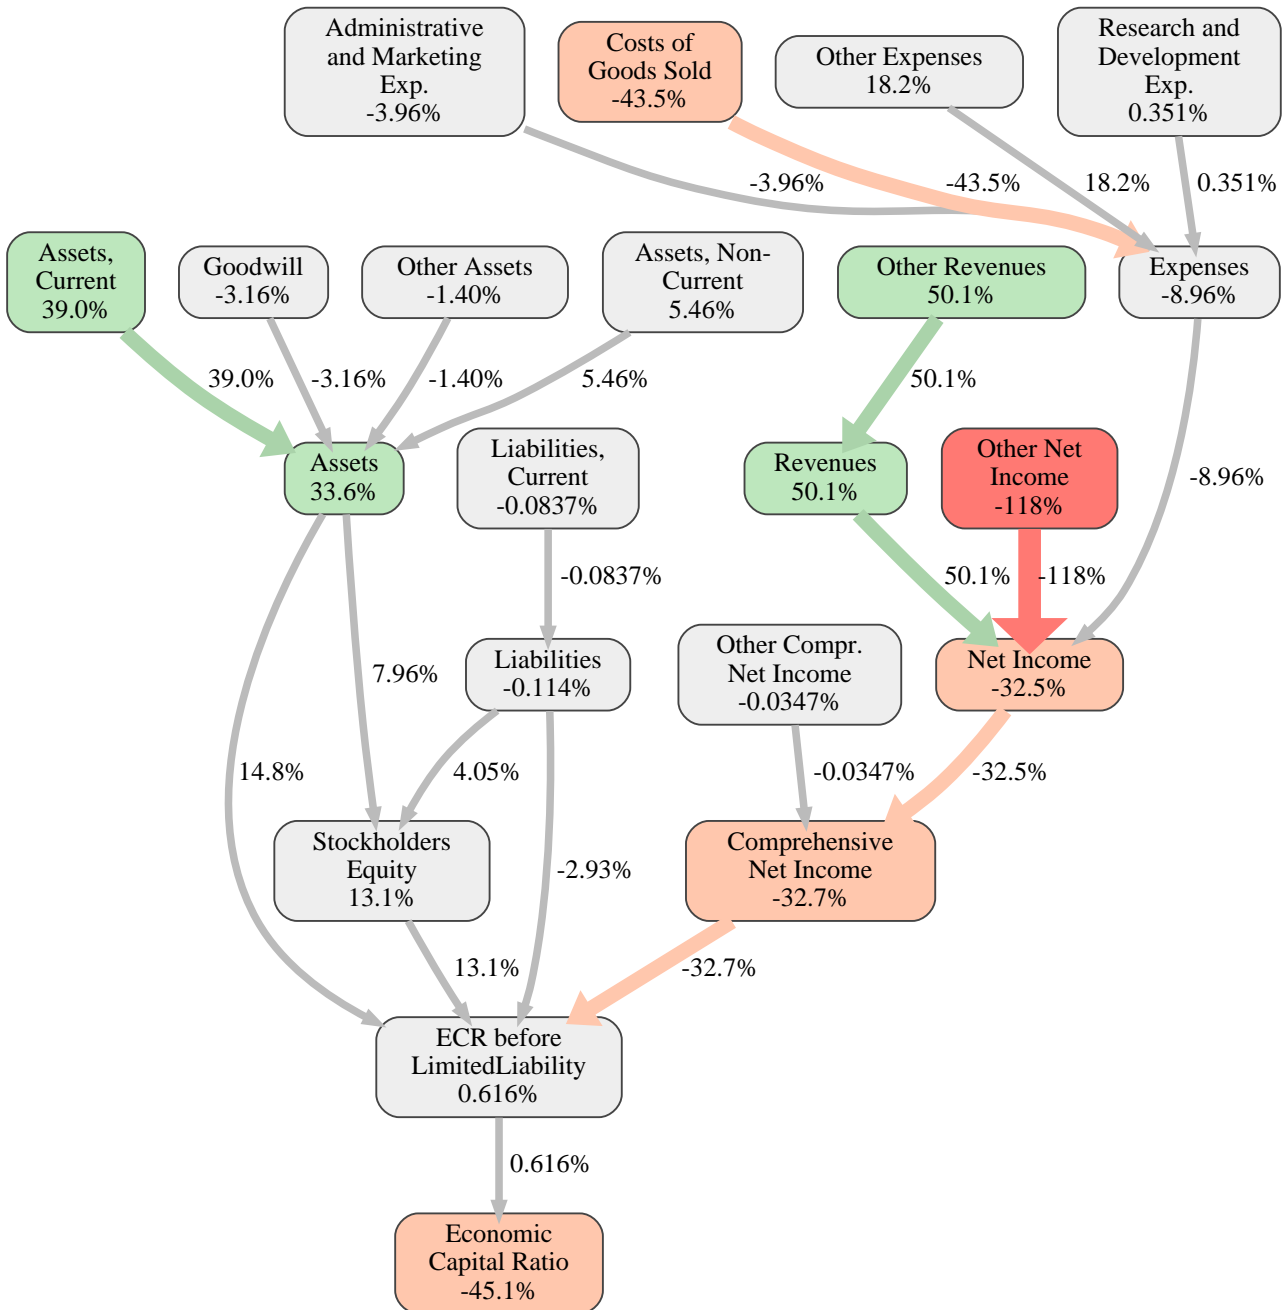 Administrative
and Marketing
Exp.
-3.96%
Costs of
Goods Sold
-43.5%
Other Expenses
18.2%
Research and
Development
Exp.
0.351%
-3.96%
-43.5%
18.2%
0.351%
Assets,
Current
39.0%
Goodwill
-3.16%
Other Assets
-1.40%
Assets, Non-
Current
5.46%
Other Revenues
50.1%
Expenses
-8.96%
39.0%
-3.16%
-1.40%
5.46%
50.1%
-8.96%
Assets
33.6%
Liabilities,
Current
-0.0837%
Revenues
50.1%
Other Net
Income
-118%
-0.0837%
50.1%
-118%
7.96%
Liabilities
-0.114%
Other Compr.
Net Income
-0.0347%
Net Income
-32.5%
14.8%
4.05%
-0.0347%
-32.5%
Stockholders
Equity
13.1%
-2.93%
Comprehensive
Net Income
-32.7%
13.1%
-32.7%
ECR before
LimitedLiability
0.616%
0.616%
Economic
Capital Ratio
-45.1%